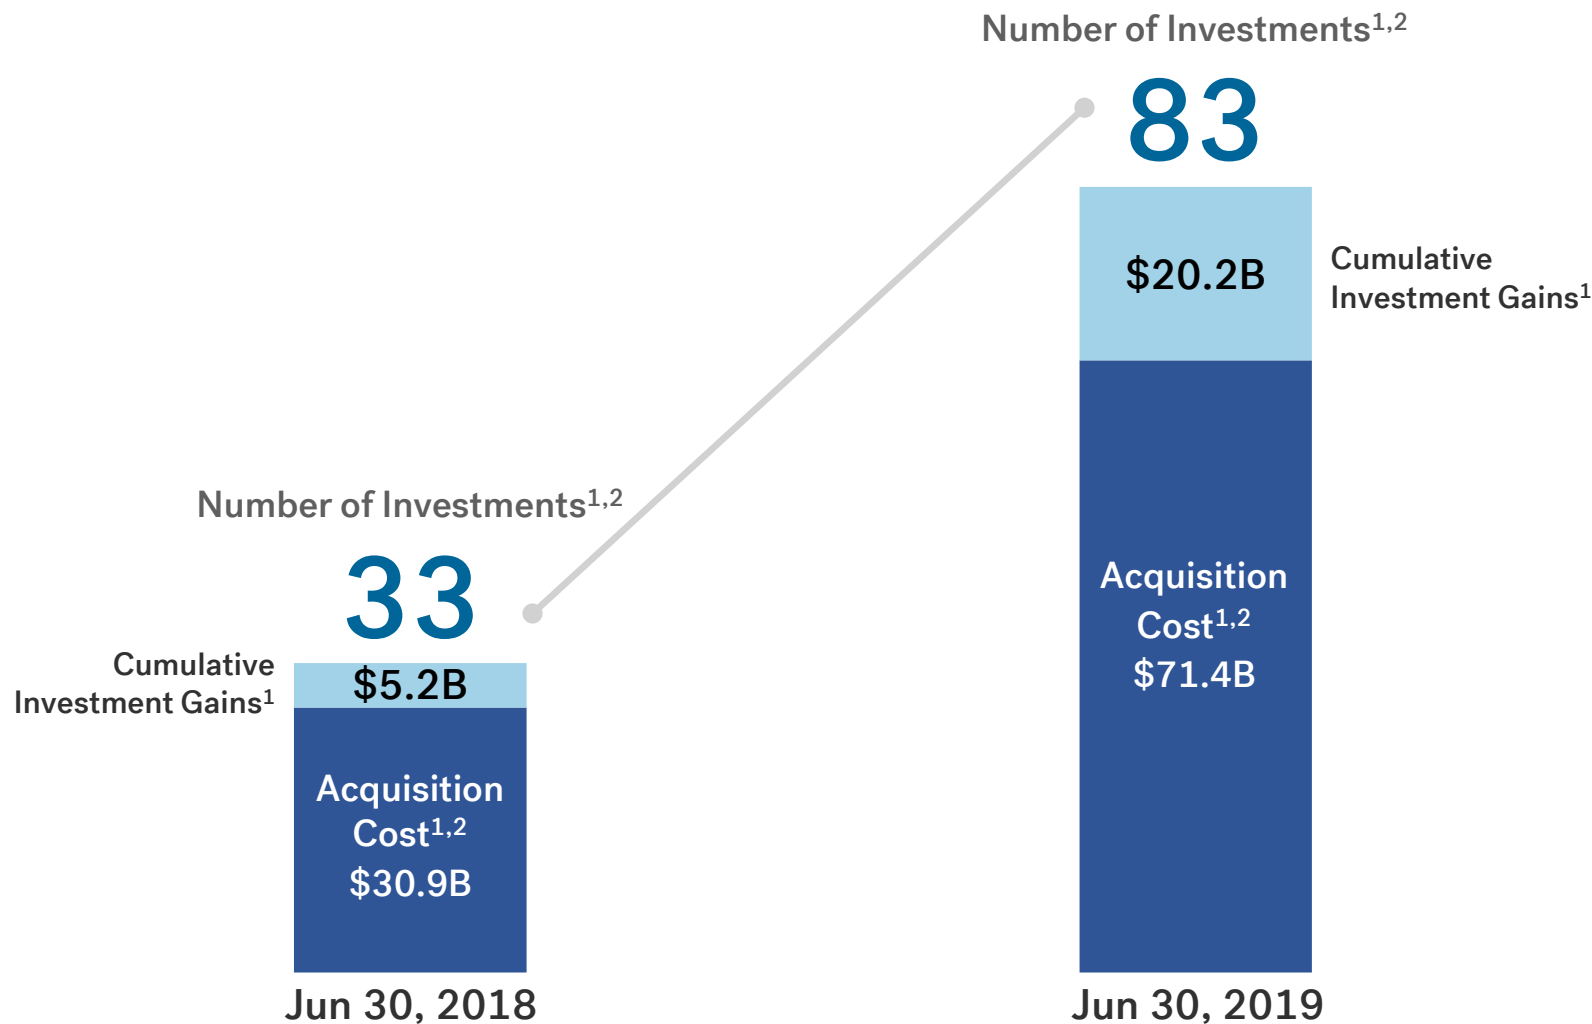 Number of Investments1,2
83
$20.2B
Cumulative
Investment Gains1
Acquisition
Cost1,2
$71.4B
Jun 30, 2019
Number of Investments1,2
33
Cumulative
Investment Gains1
$5.2B
Acquisition
Cost1,2
$30.9B
Jun 30, 2018